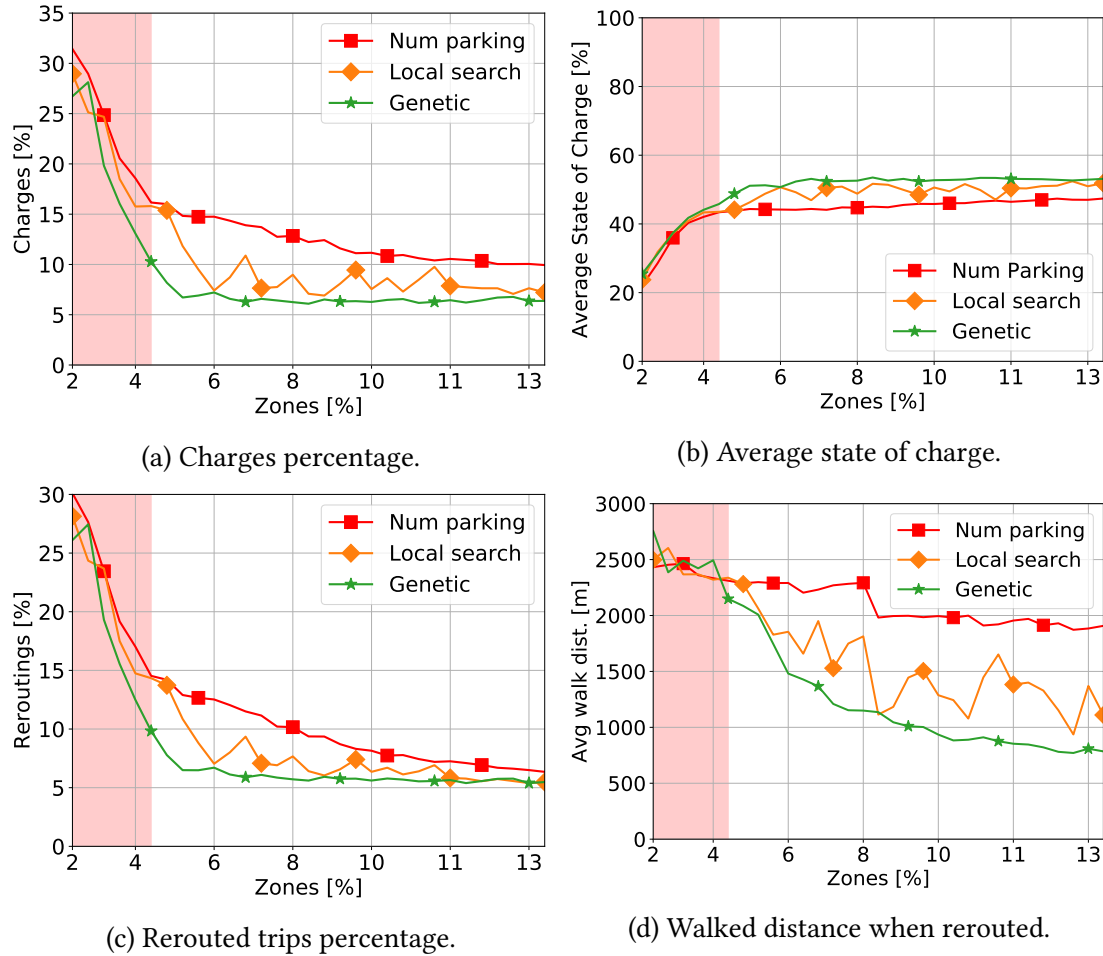 35
30
25
20
15
10
5
0
Charges [%]
Num parking
Local search
Genetic
2 4 6 8 10 11 13
Zones [%]
(a) Charges percentage.
100
80
60
40
20
0
Average State of Charge [%]
Num Parking
Local search
Genetic
2 4 6 8 10 11 13
Zones [%]
(b) Average state of charge.
30
25
20
15
10
5
0
Reroutings [%]
Num parking
Local search
Genetic
2 4 6 8 10 11 13
Zones [%]
(c) Rerouted trips percentage.
3000
2500
2000
1500
1000
500
0
Avg walk dist. [m]
Num parking
Local search
Genetic
2 4 6 8 10 11 13
Zones [%]
(d) Walked distance when rerouted.